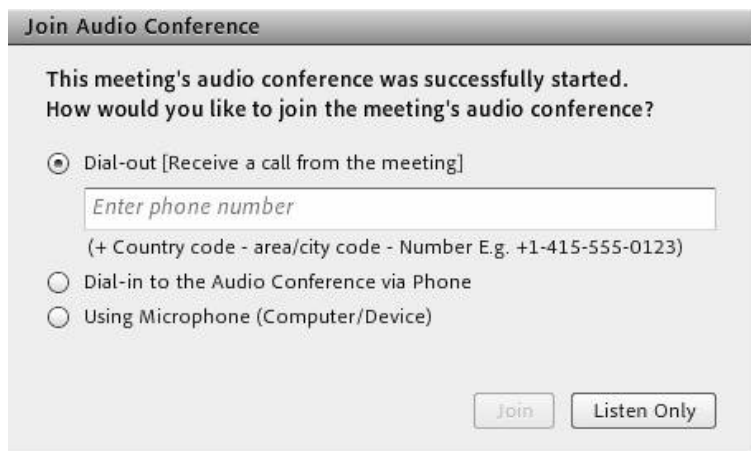 Join Audio Conference
This meeting's audio conference was successfully started.
How would you like to join the meeting's audio conference?
Dial-out [Receive a call from the meeting]
Enter phone number
(+ Country code - area/city code - Number E.g. +1-415-555-0123)
Dial-in to the Audio Conference via Phone
Using Microphone (Computer/Device)
Join Listen Only